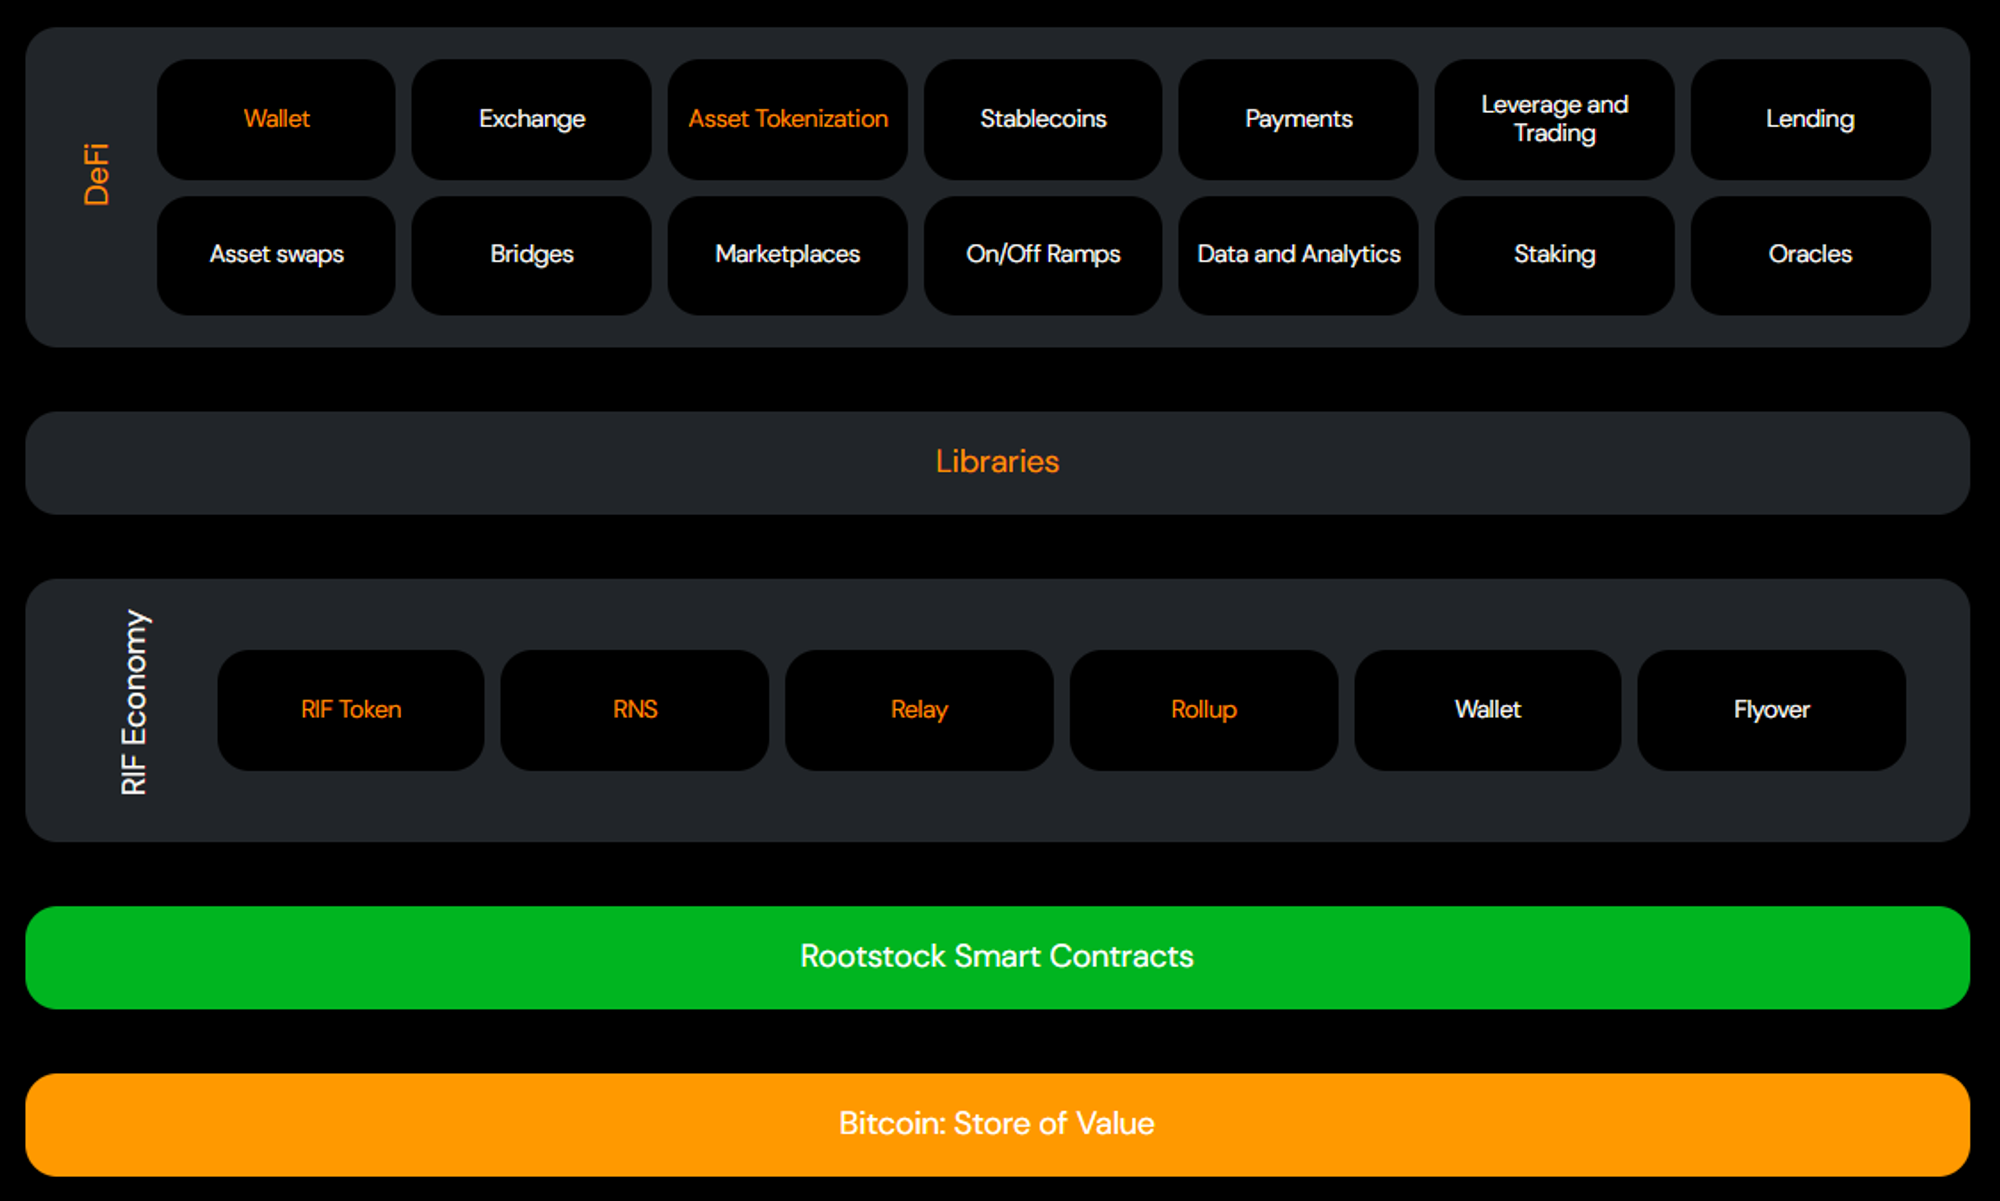 DeFi
Wallet
Exchange
Asset Tokenization
Stablecoins
Payments
Leverage and
Trading
Lending
Asset swaps
Bridges
Marketplaces
On/Off Ramps
Data and Analytics
Staking
Oracles
Libraries
RIF Economy
RIF Token
RNS
Relay
Rollup
Wallet
Flyover
Rootstock Smart Contracts
Bitcoin: Store of Value